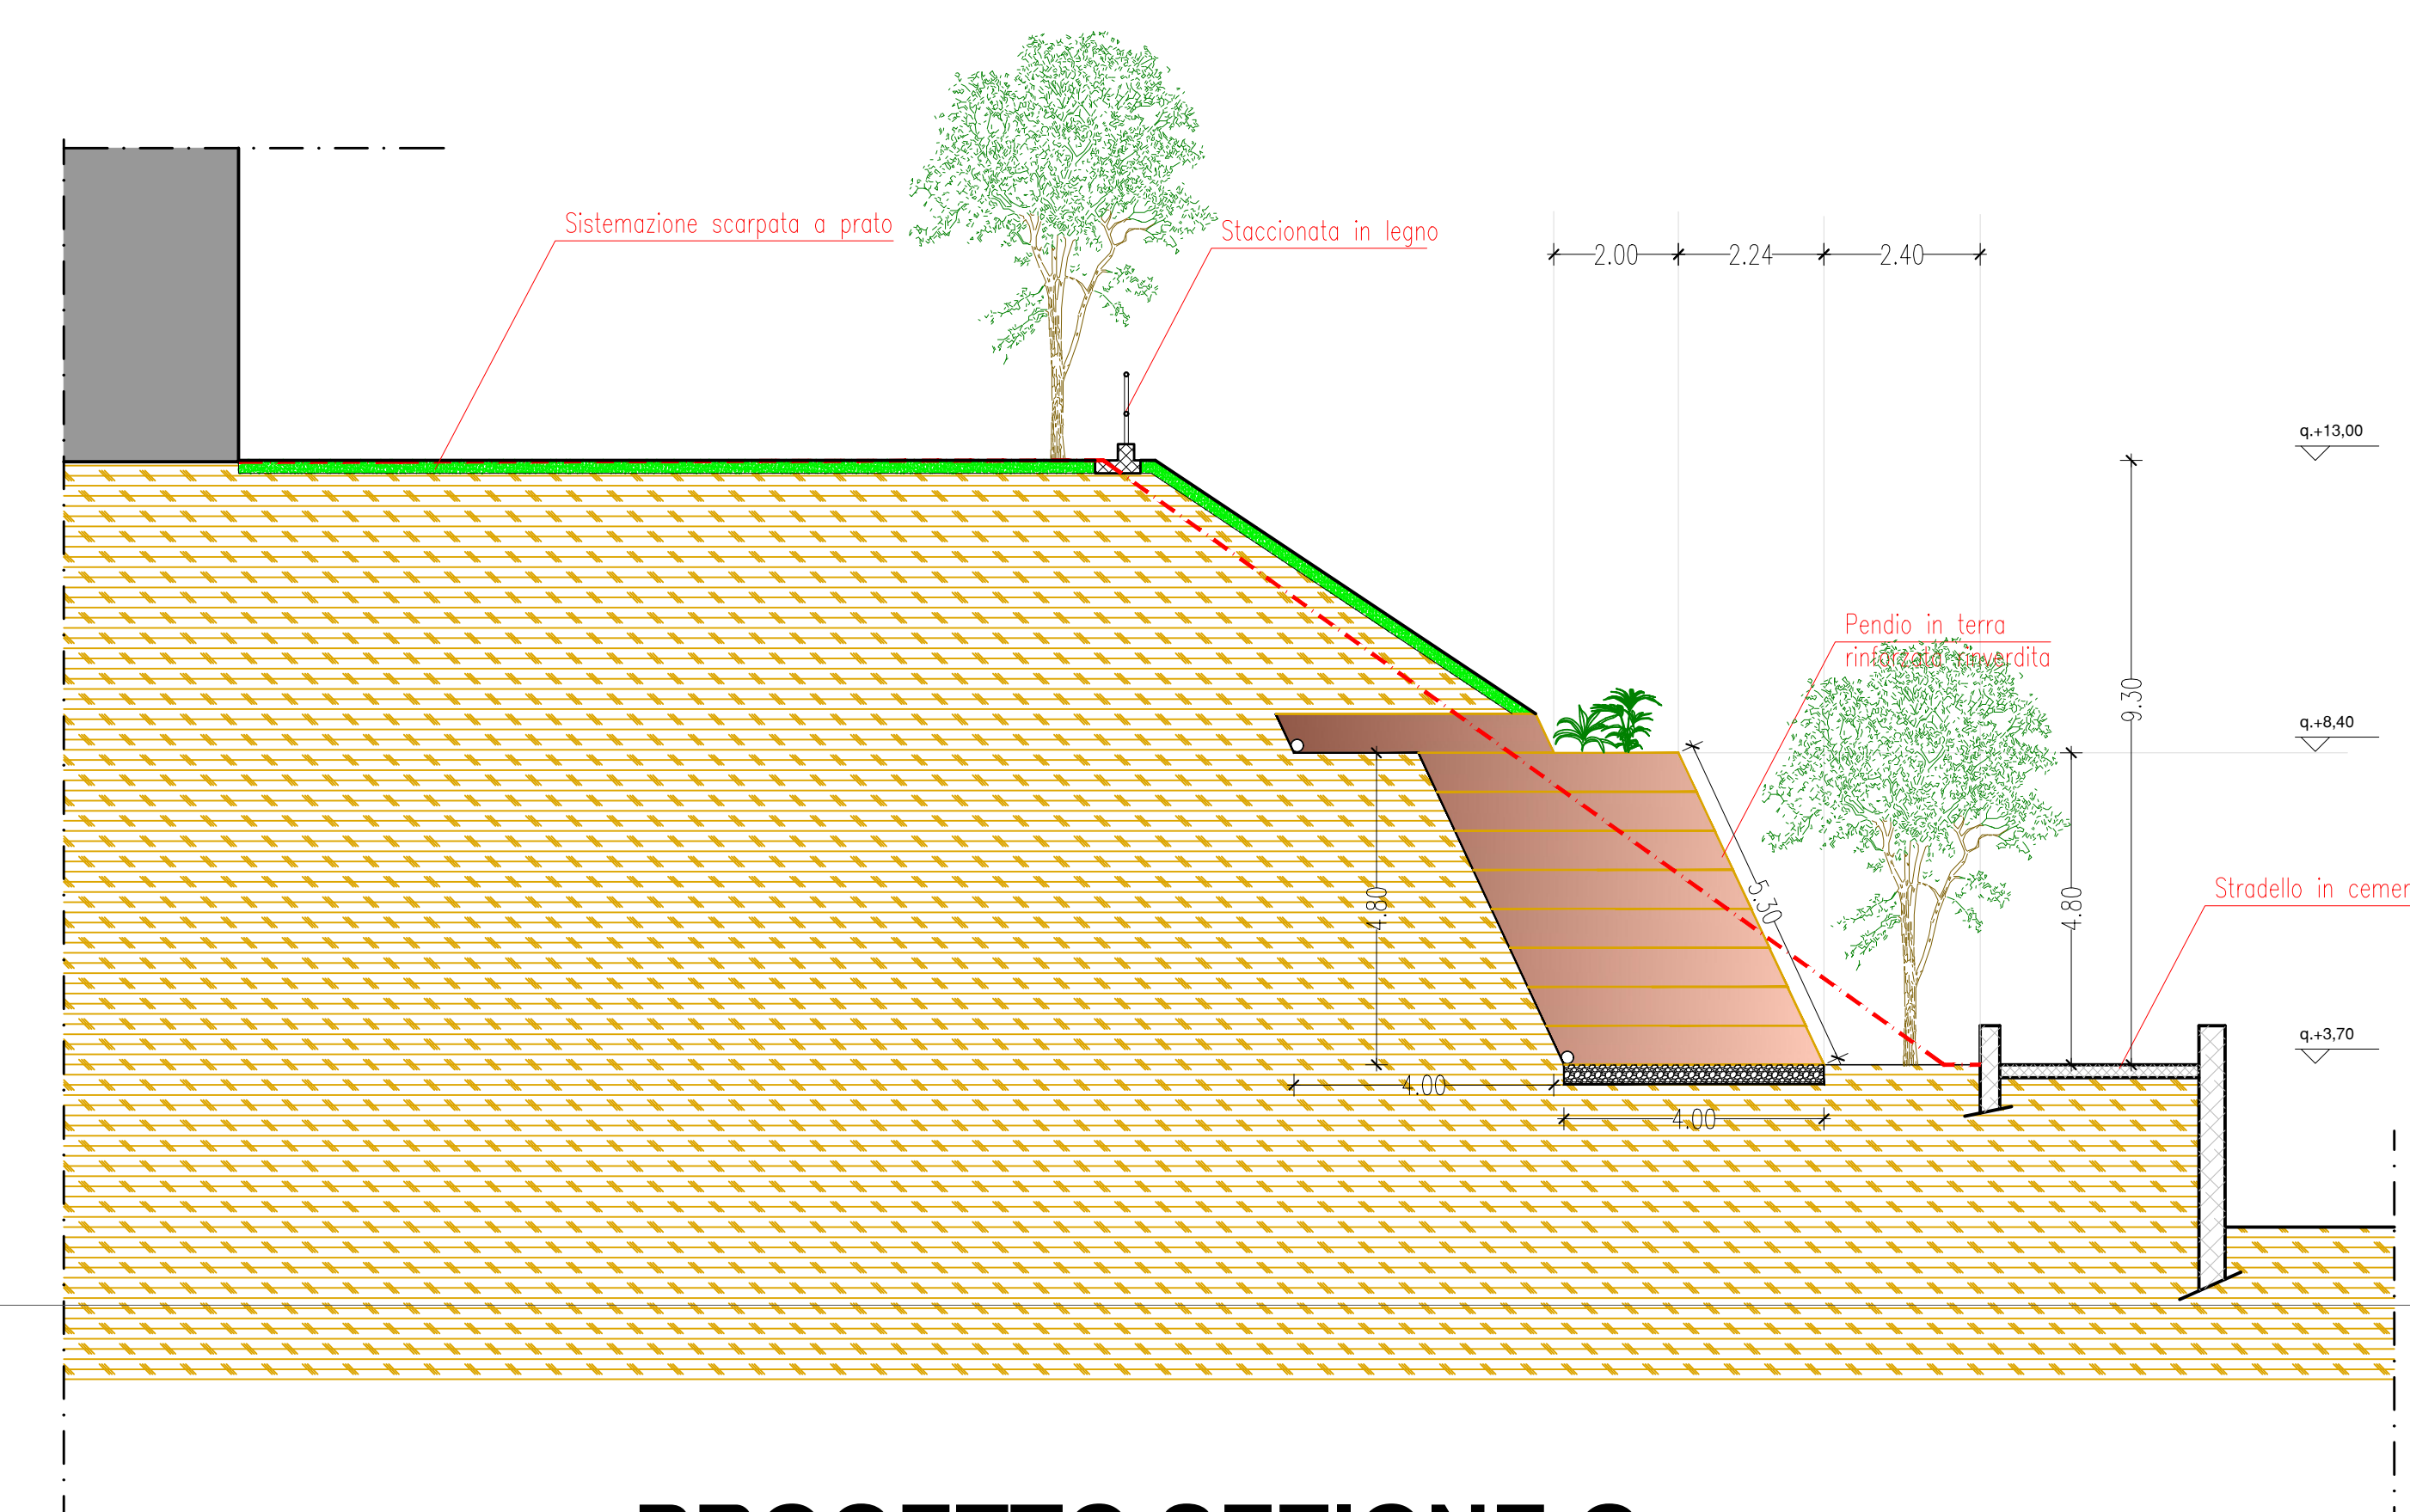 Sistemazione scarpata a prato
Staccionata in legno
2.00
2.24
2.40
q.+13,00
Pendio in terra
rinforzata rinverdita
9.30
q.+8,40
5.30
4.80
4.80
Stradello in cemer
q.+3,70
4.00
4.00
PROGETTO SEZIONE